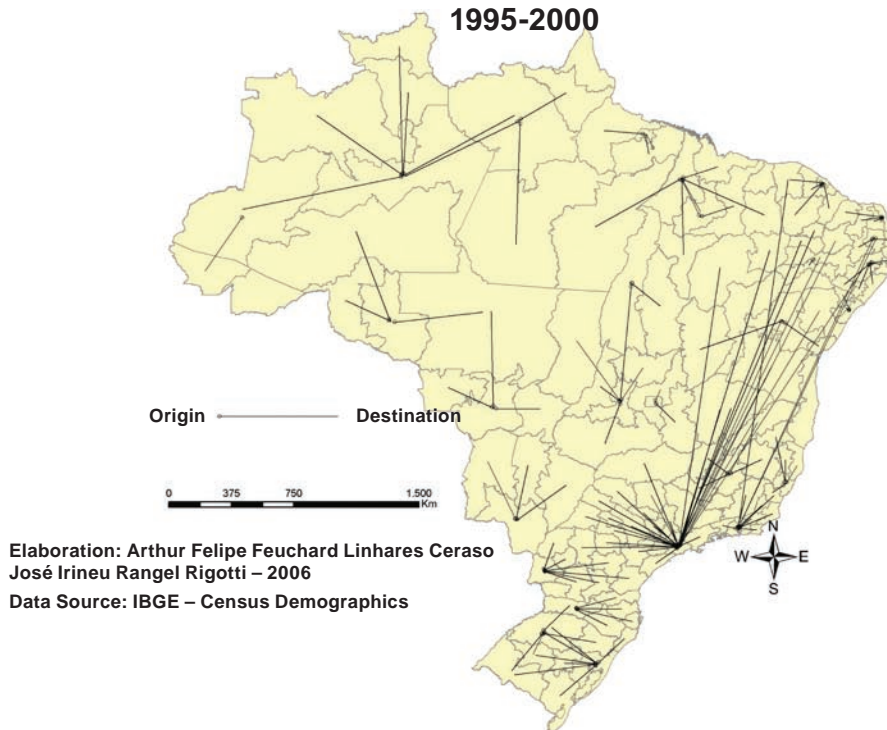 1995-2000
Origin Destination
0 375 750 1.500
Km
Elaboration: Arthur Felipe Feuchard Linhares Ceraso
José Irineu Rangel Rigotti – 2006
Data Source: IBGE – Census Demographics
N
W E
S